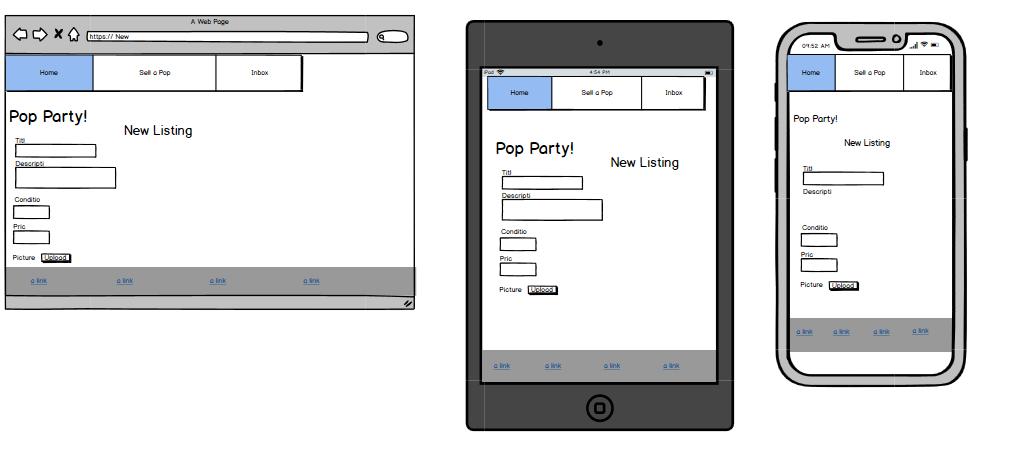 A Web Page
https:// New
Home Sell a Pop Inbox
Pop Party!
New Listing
Titl
Descripti
Conditio
Pric
Picture Upload
a link a link a link a link
iPad 4:54 PM
Home Sell a Pop Inbox
Pop Party!
New Listing
Titl
Descripti
Conditio
Pric
Picture Upload
a link a link a link a link
09:52 AM
Home Sell a Pop Inbox
Pop Party!
New Listing
Titl
Descripti
Conditio
Pric
Picture Upload
a link a link a link a link